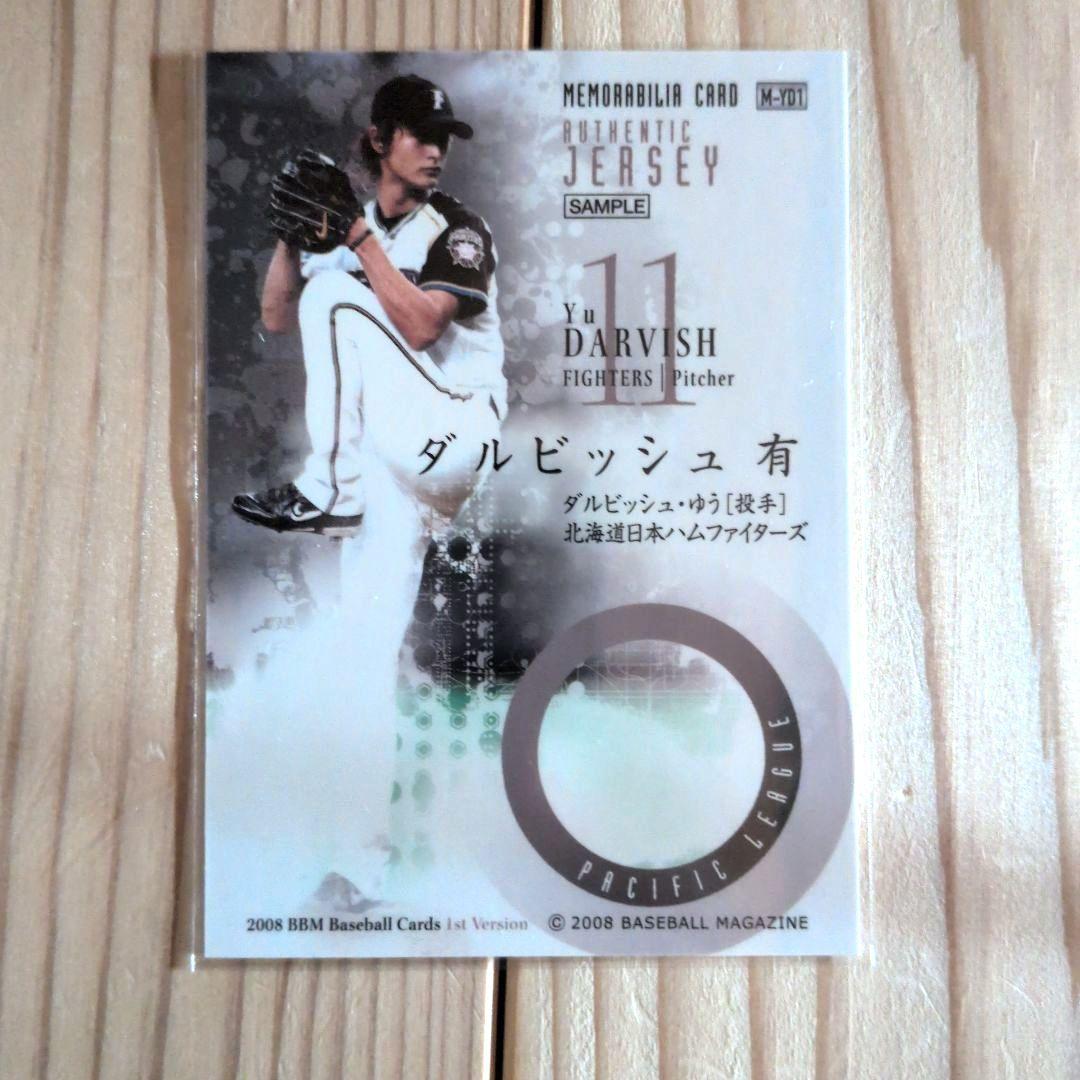 MEMORABILIA CARD M-YD1
AUTHENTIC
JERSEY
SAMPLE
11
Yu
DARVISH
FIGHTERS | Pitcher
ダルビッシュ 有
ダルビッシュ・ゆう[投手]
北海道日本ハムファイターズ
PACIFIC LEAGUE
2008 BBM Baseball Cards 1st Version © 2008 BASEBALL MAGAZINE
F